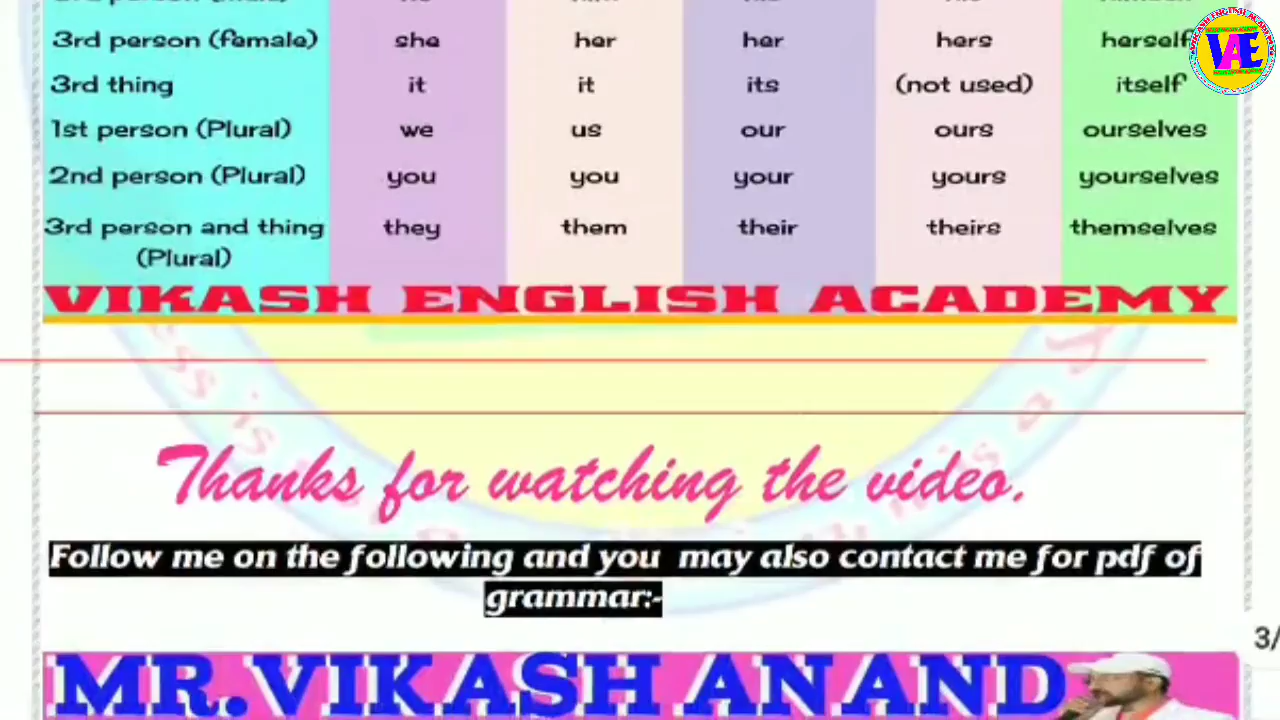 3rd person (female) she her her hers herself
3rd thing it it its (not used) itself
1st person (Plural) we us our ours ourselves
2nd person (Plural) you you your yours yourselves
3rd person and thing they them their theirs themselves
(Plural)
VIKASH ENGLISH ACADEMY
Thanks for watching the video.
Follow me on the following and you may also contact me for pdf of
grammar:-
3/
MR.VIKASH ANAND
VAE